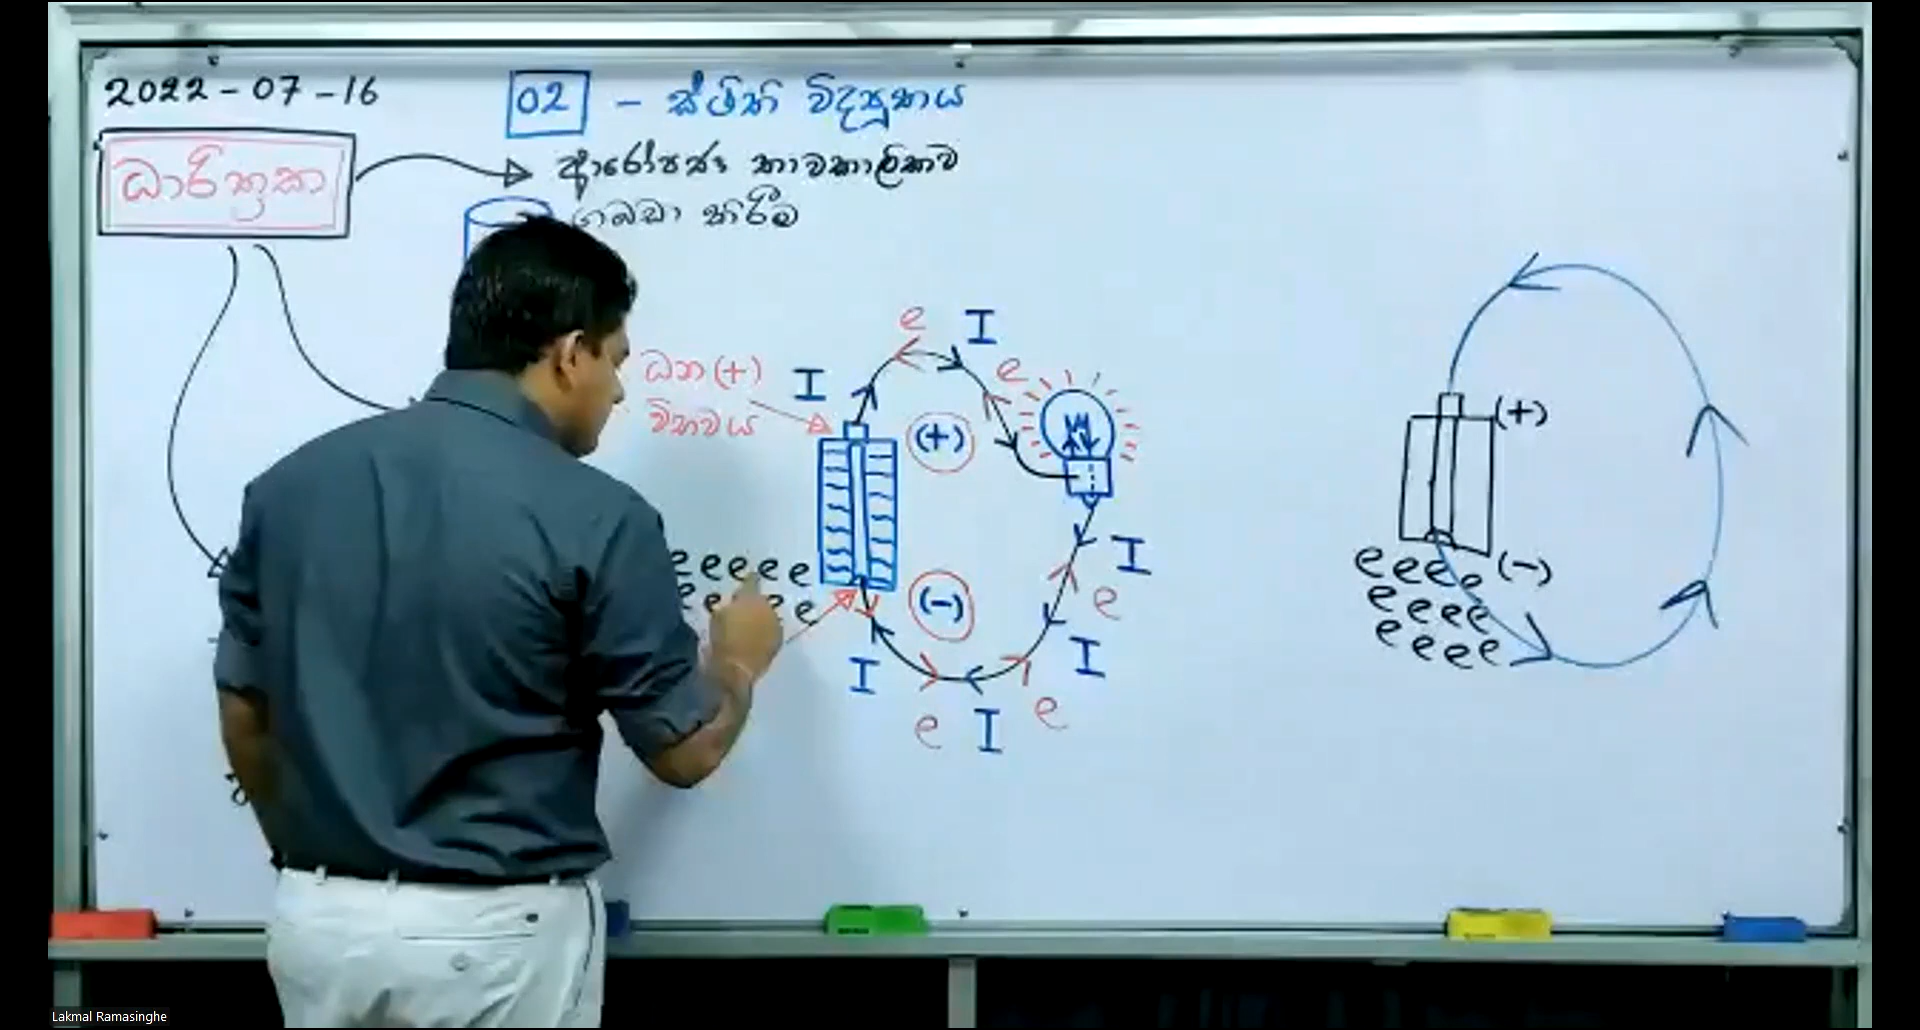 2022-07-16
02 - ස්ථිති විද්‍යුතය
ධාරිත්‍රක
ආරෝපණ තාවකාලිකව
ගබඩා කිරීම
ධන (+)
විභවය
I
e
I
e
(+)
(-)
I
e
I
e
I
e
I
eeeee
(+)
(-)
eeee
eeee
eeee
Lakmal Ramasinghe